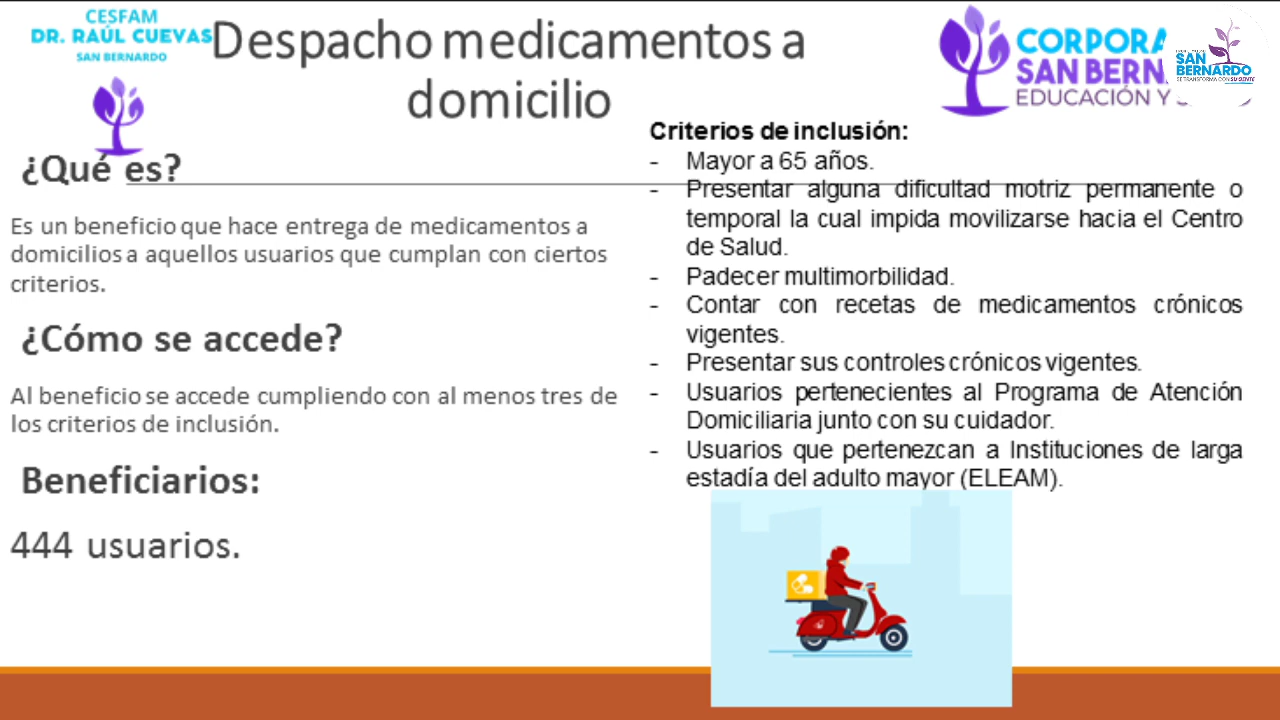 CESFAM
DR. RAÚL CUEVAS
SAN BERNARDO
Despacho medicamentos a
domicilio
CORPORA
SAN BERN
EDUCACIÓN Y
SAN
BERNARDO
SE TRANSFORMA CON SU GENTE
¿Qué es?
Es un beneficio que hace entrega de medicamentos a
domicilios a aquellos usuarios que cumplan con ciertos
criterios.
¿Cómo se accede?
Al beneficio se accede cumpliendo con al menos tres de
los criterios de inclusión.
Beneficiarios:
444 usuarios.
Criterios de inclusión:
- Mayor a 65 años.
- Presentar alguna dificultad motriz permanente o
temporal la cual impida movilizarse hacia el Centro
de Salud.
- Padecer multimorbilidad.
- Contar con recetas de medicamentos crónicos
vigentes.
- Presentar sus controles crónicos vigentes.
- Usuarios pertenecientes al Programa de Atención
Domiciliaria junto con su cuidador.
- Usuarios que pertenezcan a Instituciones de larga
estadía del adulto mayor (ELEAM).